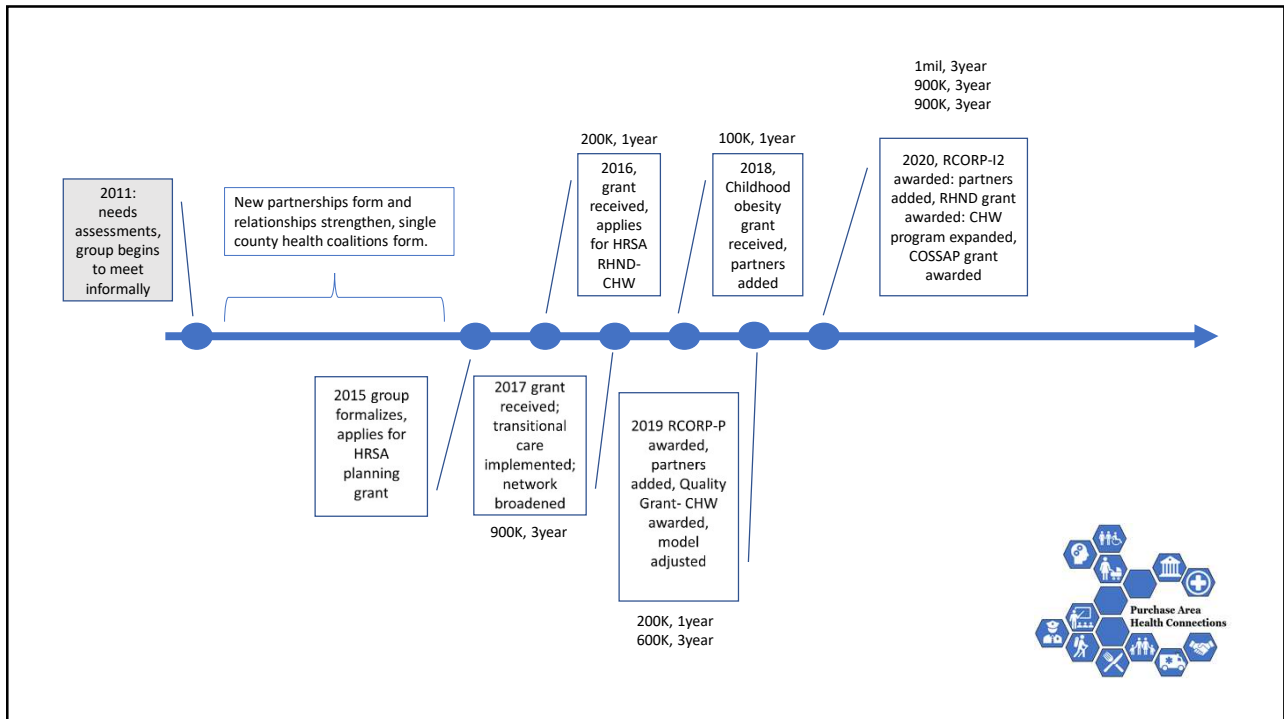 1mil, 3year
900K, 3year
900K, 3year
200K, 1year
100K, 1year
2011:
needs
assessments,
group begins
to meet
informally
New partnerships form and
relationships strengthen, single
county health coalitions form.
2016,
grant
received,
applies
for HRSA
RHND-
CHW
2018,
Childhood
obesity
grant
received,
partners
added
2020, RCORP-I2
awarded: partners
added, RHND grant
awarded: CHW
program expanded,
COSSAP grant
awarded
2015 group
formalizes,
applies for
HRSA
planning
grant
2017 grant
received;
transitional
care
implemented;
network
broadened
900K, 3year
2019 RCORP-P
awarded,
partners
added, Quality
Grant- CHW
awarded,
model
adjusted
200K, 1year
600K, 3year
Purchase Area
Health Connections